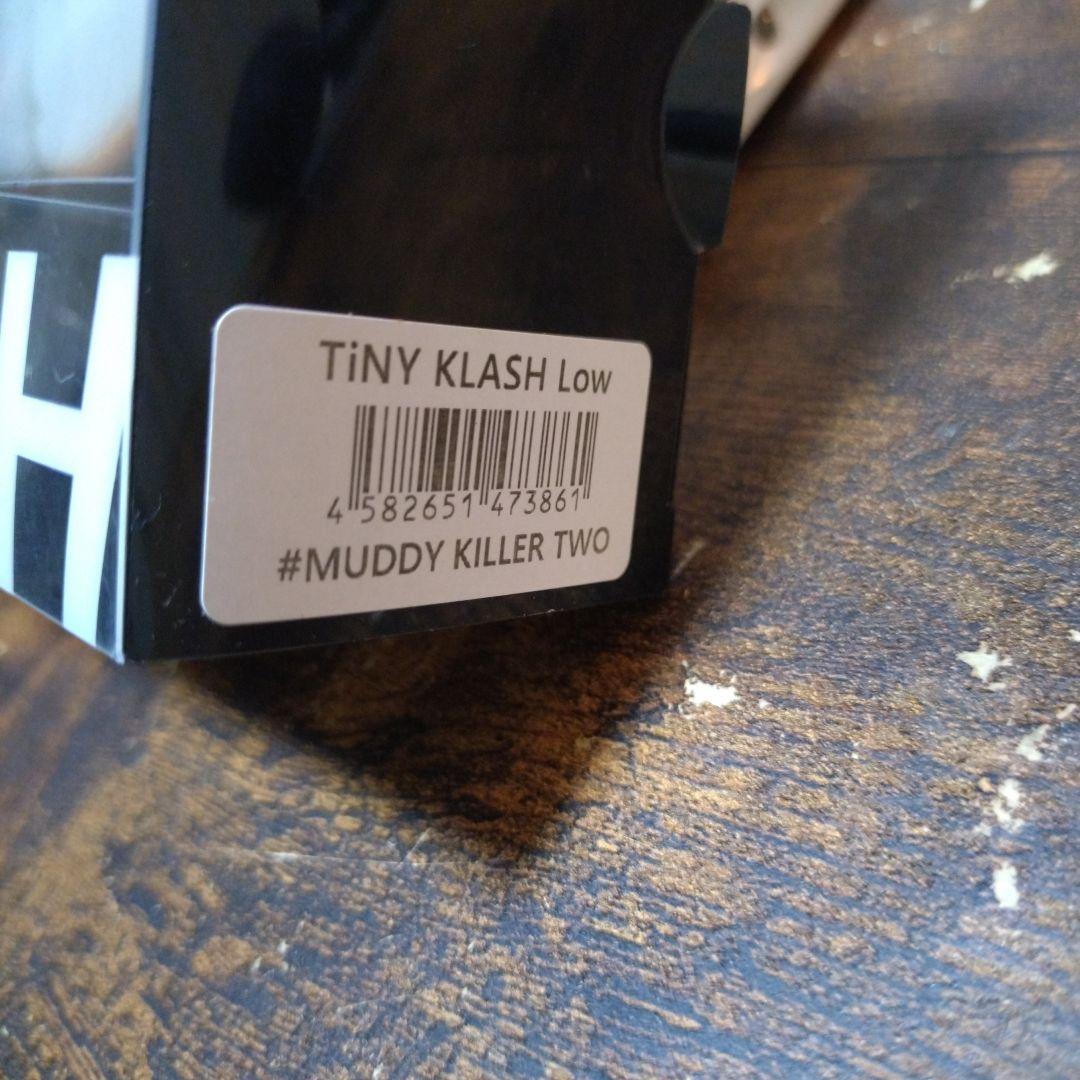 H
TiNY KLASH Low
4 582651 473861
#MUDDY KILLER TWO